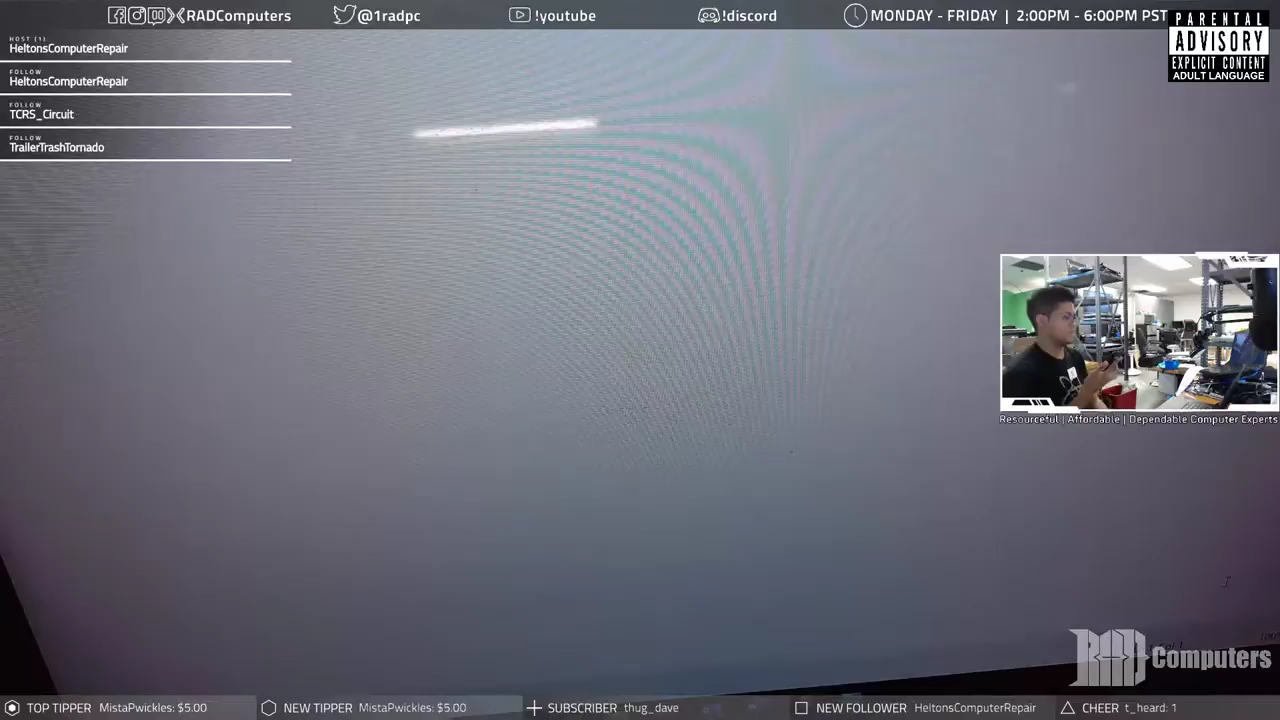 RADComputers
@1radpc
!youtube
!discord
MONDAY - FRIDAY | 2:00PM - 6:00PM PST
PARENTAL
ADVISORY
EXPLICIT CONTENT
ADULT LANGUAGE
HOST (1)
HeltonsComputerRepair
FOLLOW
HeltonsComputerRepair
FOLLOW
TCRS_Circuit
FOLLOW
TrailerTrashTornado
Resourceful | Affordable | Dependable Computer Experts
100%
RAD Computers
TOP TIPPER MistaPwickles: $5.00
NEW TIPPER MistaPwickles: $5.00
SUBSCRIBER thug_dave
NEW FOLLOWER HeltonsComputerRepair
CHEER t_heard: 1